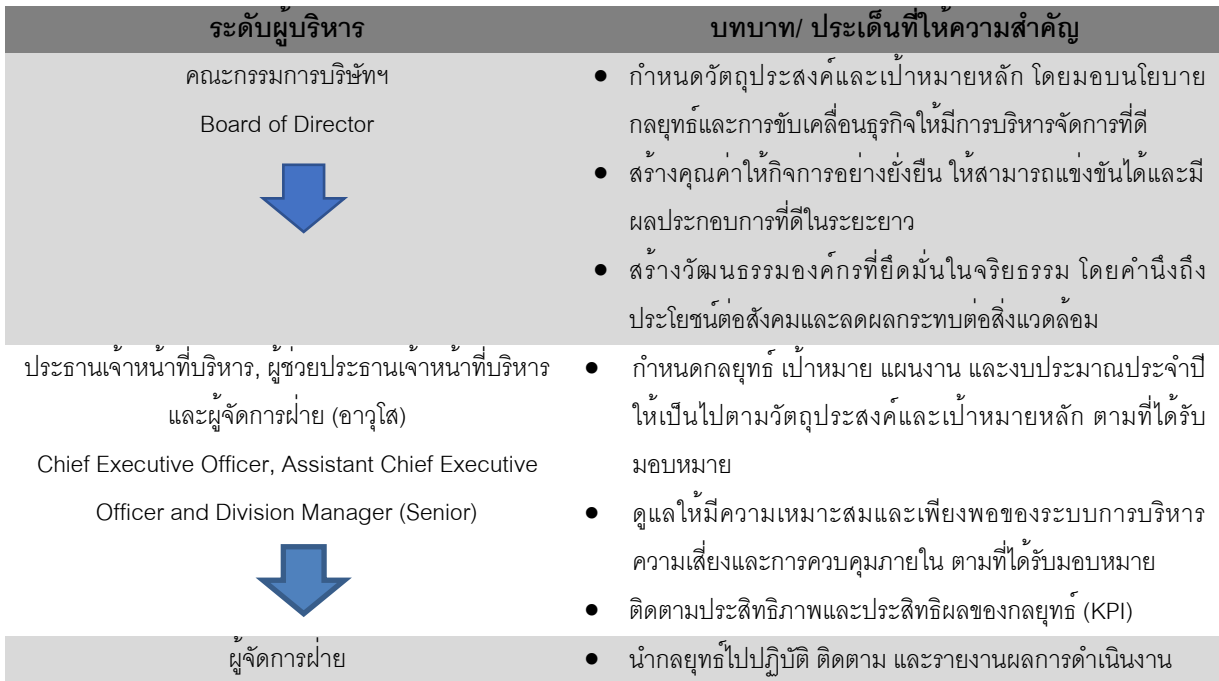 ระดับผู้บริหาร
บทบาท/ ประเด็นที่ให้ความสำคัญ
คณะกรรมการบริษัทฯ
Board of Director
● กำหนดวัตถุประสงค์และเป้าหมายหลัก โดยมอบนโยบาย
กลยุทธ์และการขับเคลื่อนธุรกิจให้มีการบริหารจัดการที่ดี
● สร้างคุณค่าให้กิจการอย่างยั่งยืน ให้สามารถแข่งขันได้และมี
ผลประกอบการที่ดีในระยะยาว
● สร้างวัฒนธรรมองค์กรที่ยึดมั่นในจริยธรรม โดยคำนึงถึง
ประโยชน์ต่อสังคมและลดผลกระทบต่อสิ่งแวดล้อม
ประธานเจ้าหน้าที่บริหาร, ผู้ช่วยประธานเจ้าหน้าที่บริหาร
และผู้จัดการฝ่าย (อาวุโส)
Chief Executive Officer, Assistant Chief Executive
Officer and Division Manager (Senior)
● กำหนดกลยุทธ์ เป้าหมาย แผนงาน และงบประมาณประจำปี
ให้เป็นไปตามวัตถุประสงค์และเป้าหมายหลัก ตามที่ได้รับ
มอบหมาย
● ดูแลให้มีความเหมาะสมและเพียงพอของระบบการบริหาร
ความเสี่ยงและการควบคุมภายใน ตามที่ได้รับมอบหมาย
● ติดตามประสิทธิภาพและประสิทธิผลของกลยุทธ์ (KPI)
ผู้จัดการฝ่าย
● นำกลยุทธ์ไปปฏิบัติ ติดตาม และรายงานผลการดำเนินงาน